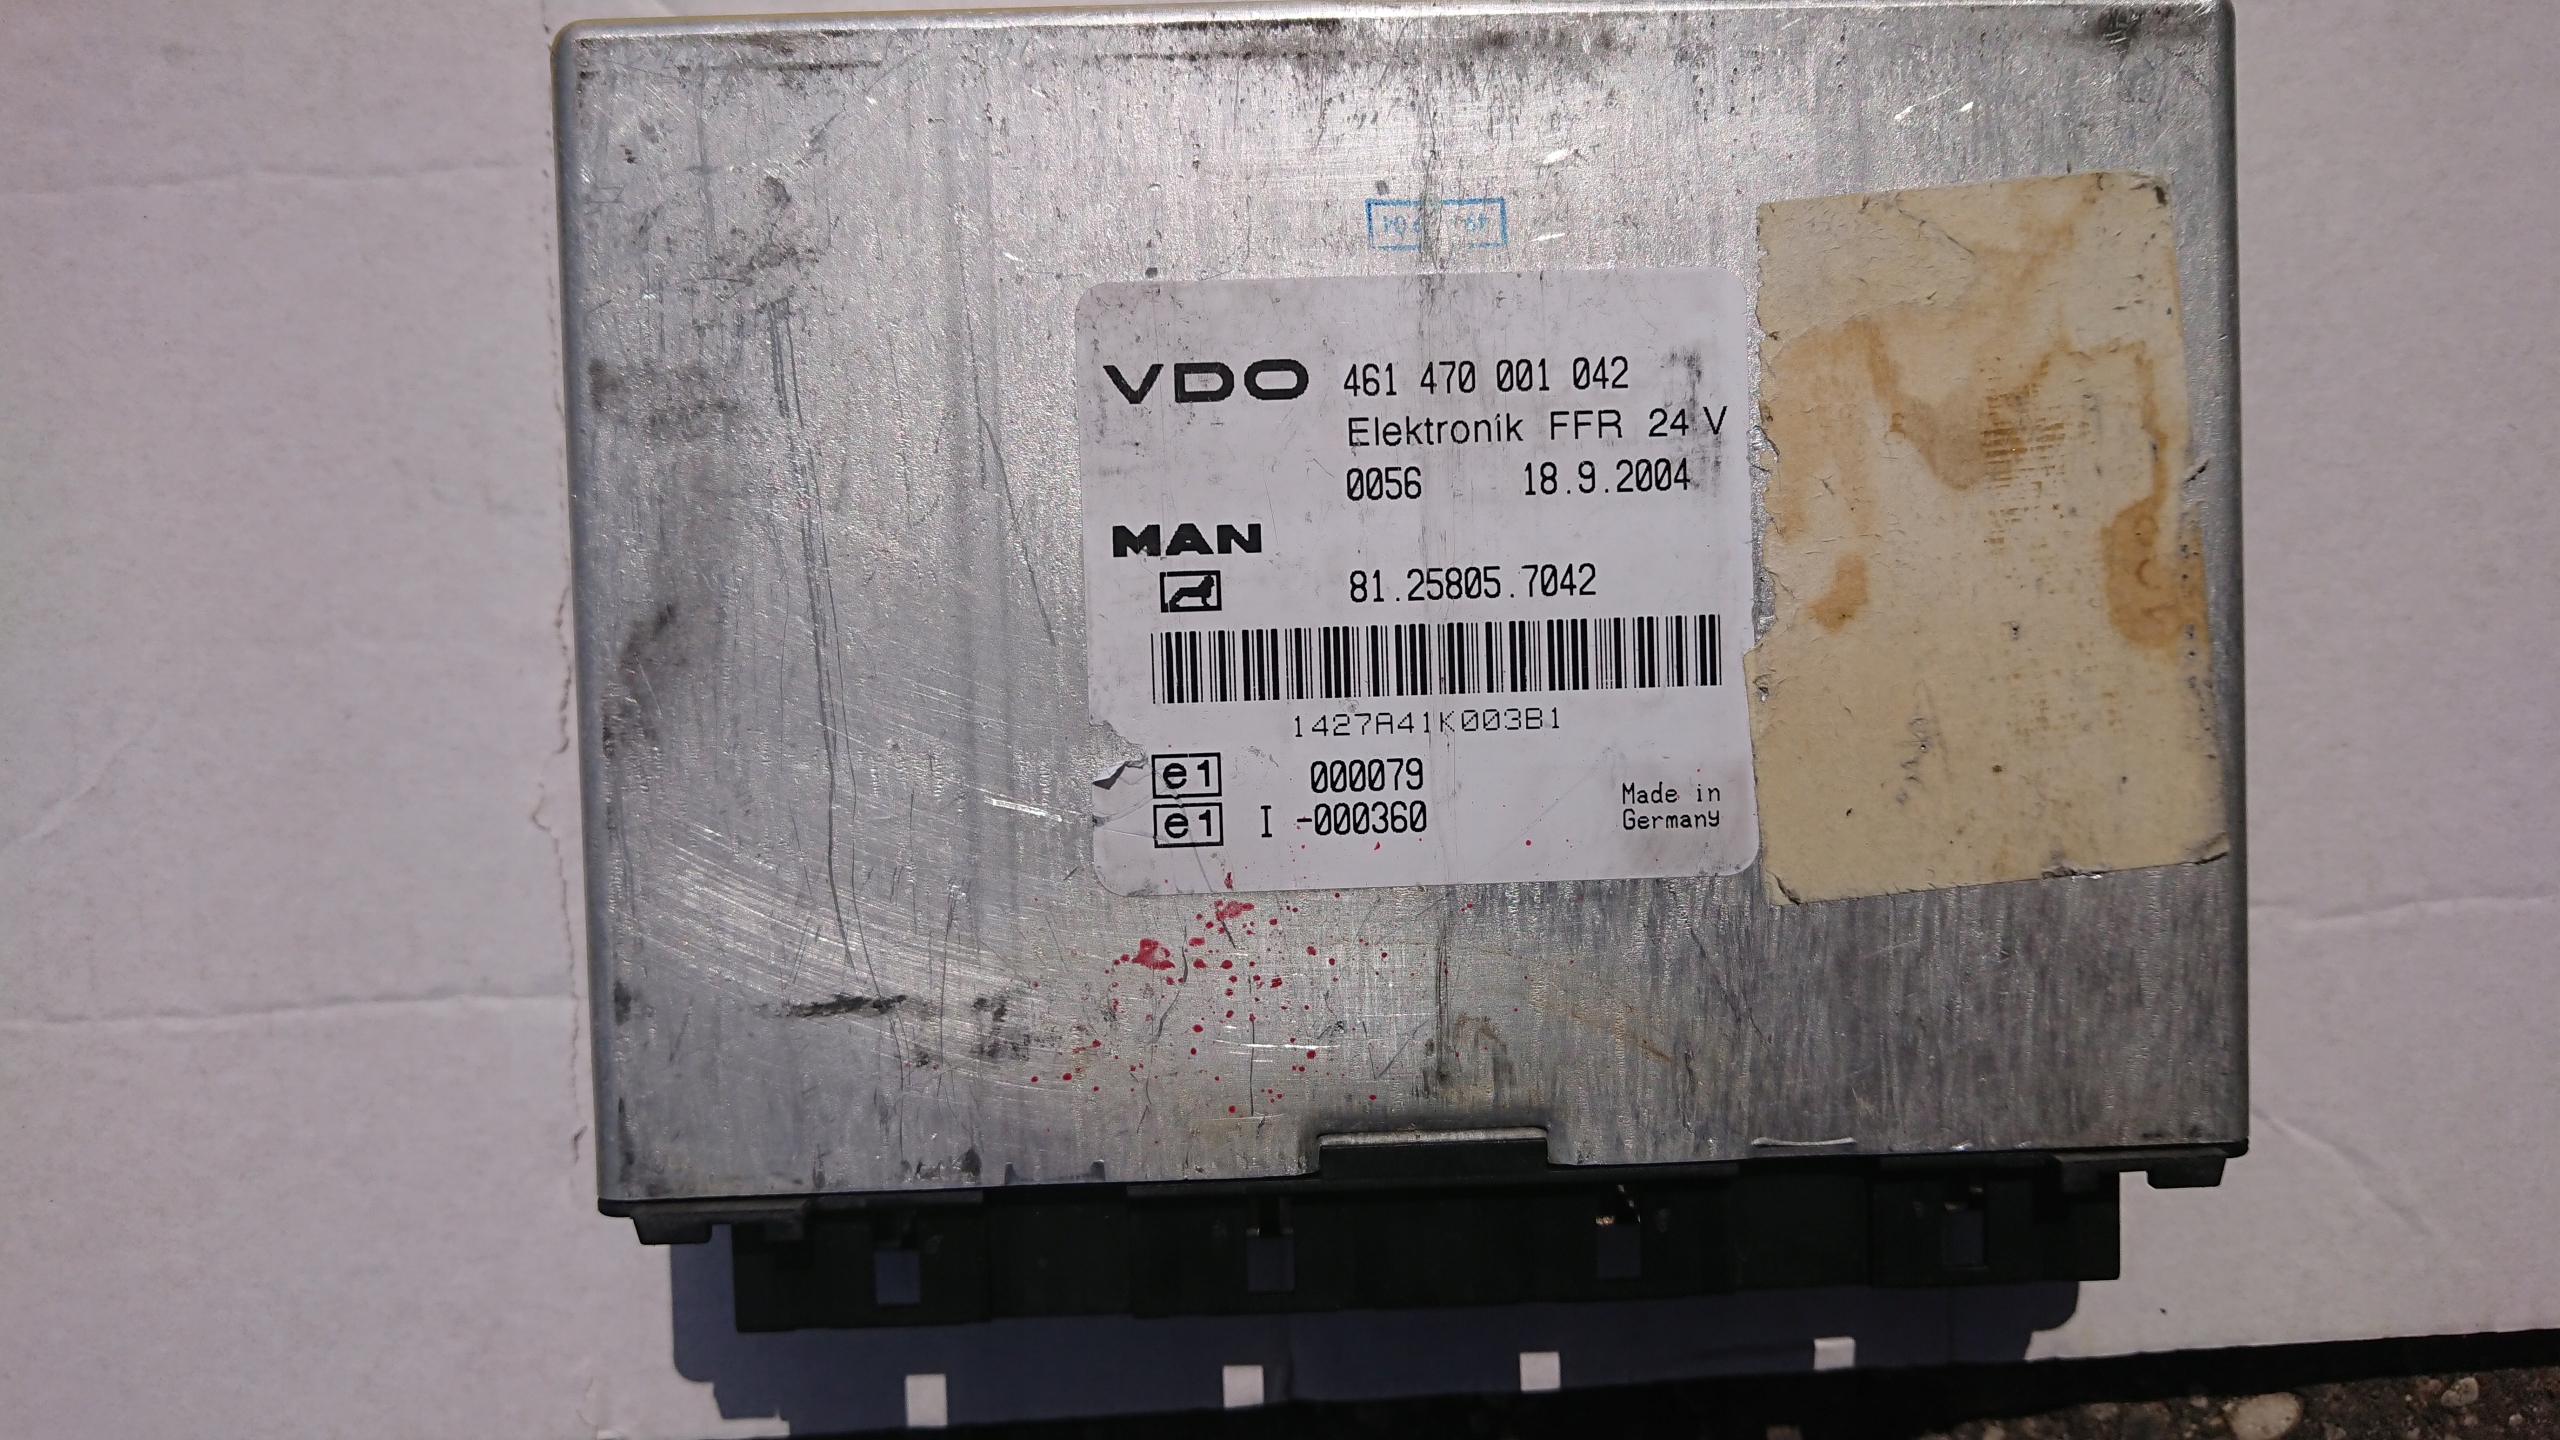 VDO 461 470 001 042
Elektronik FFR 24 V
0056 18.9.2004
MAN
81.25805.7042
1427A41K003B1
e1 000079
e1 I -000360
Made in
Germany